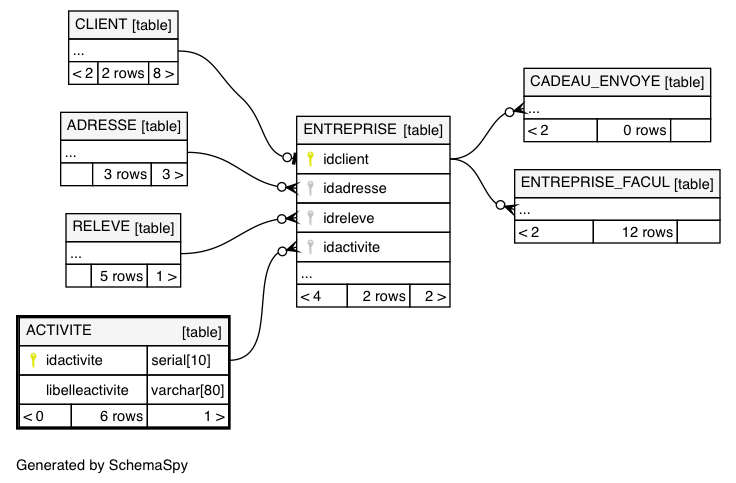 CLIENT [table]
...
< 2 2 rows 8 >
ADRESSE [table]
...
3 rows 3 >
RELEVE [table]
...
5 rows 1 >
ACTIVITE [table]
idactivite serial[10]
libelleactivite varchar[80]
< 0 6 rows 1 >
ENTREPRISE [table]
idclient
idadresse
idreleve
idactivite
...
< 4 2 rows 2 >
CADEAU_ENVOYE [table]
...
< 2 0 rows
ENTREPRISE_FACUL [table]
...
< 2 12 rows
Generated by SchemaSpy